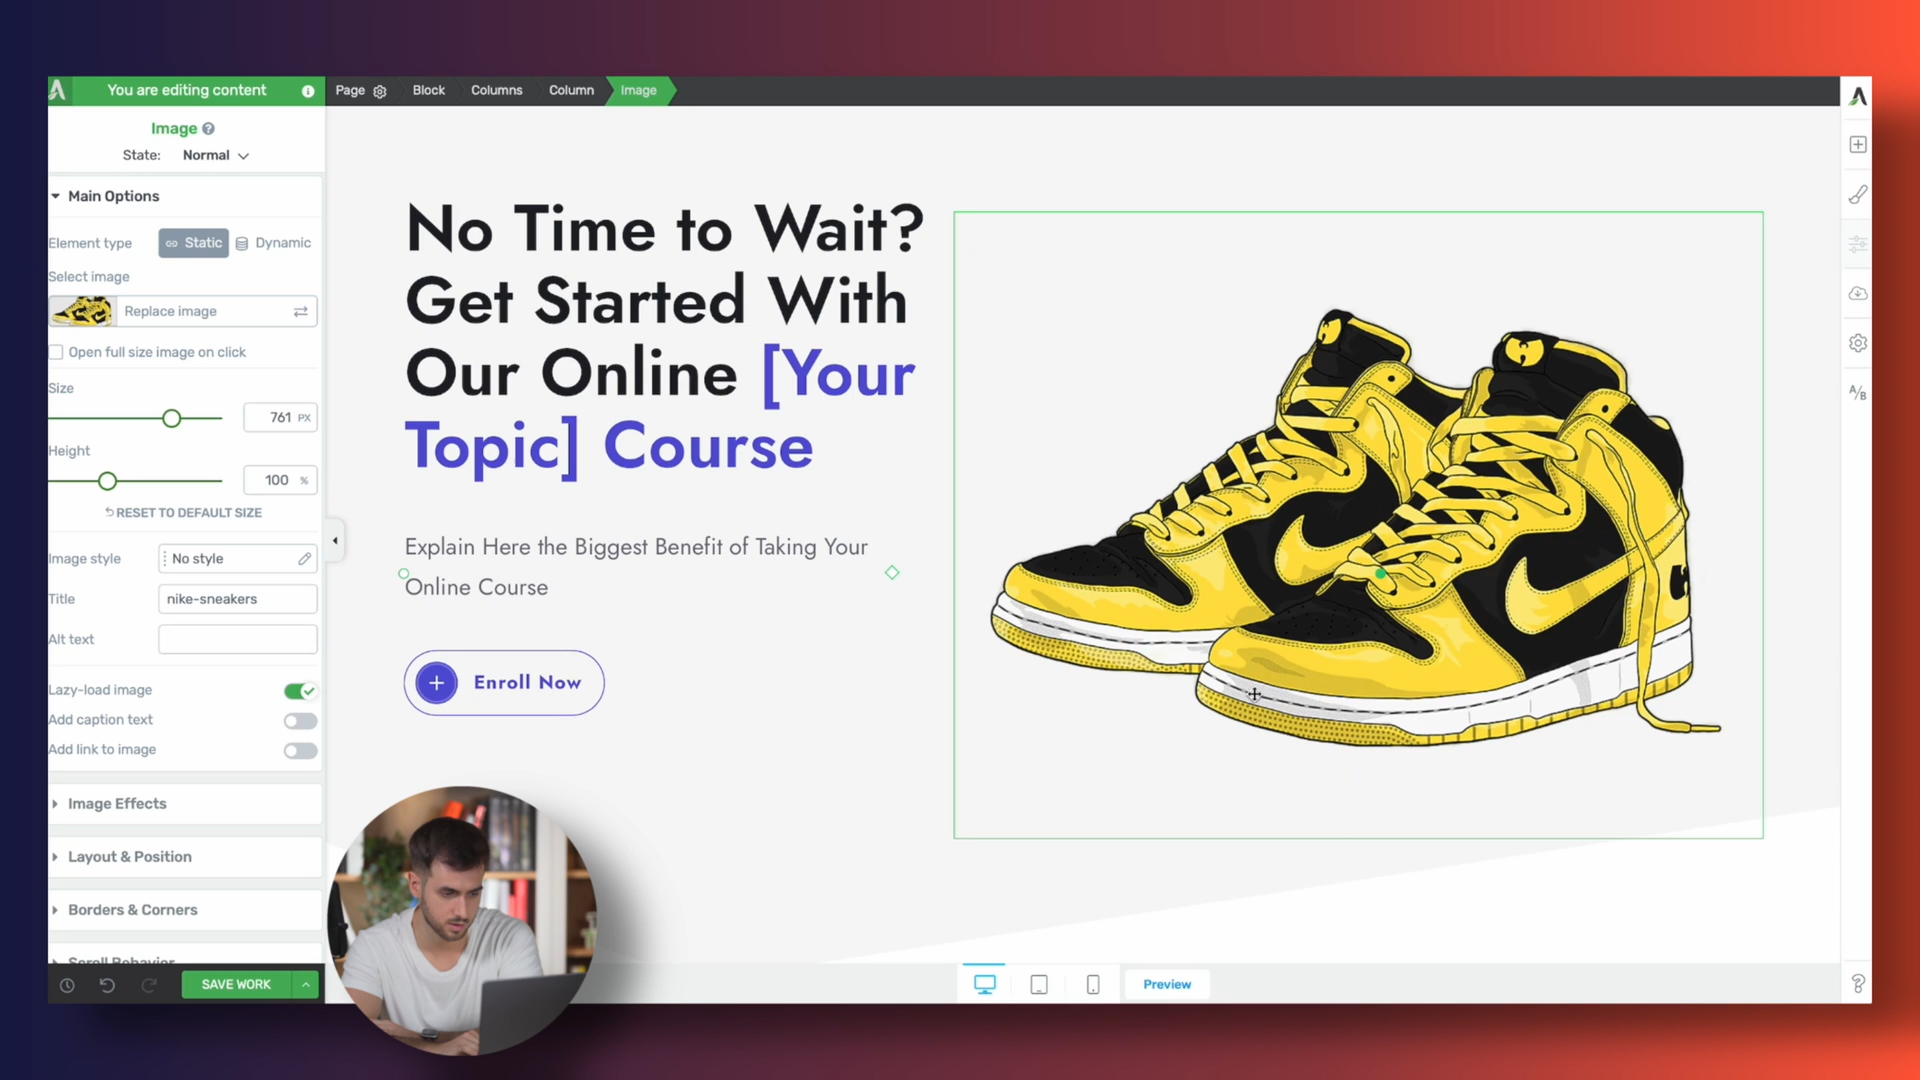 You are editing content
Page
Block
Columns
Column
Image
Image
State: Normal
Main Options
Element type Static Dynamic
Select image
Replace image
Open full size image on click
Size
761 PX
Height
100 %
RESET TO DEFAULT SIZE
Image style No style
Title nike-sneakers
Alt text
Lazy-load image
Add caption text
Add link to image
Image Effects
Layout & Position
Borders & Corners
Scroll Behavior
SAVE WORK
No Time to Wait?
Get Started With
Our Online [Your
Topic] Course
Explain Here the Biggest Benefit of Taking Your
Online Course
Enroll Now
Preview
A/B